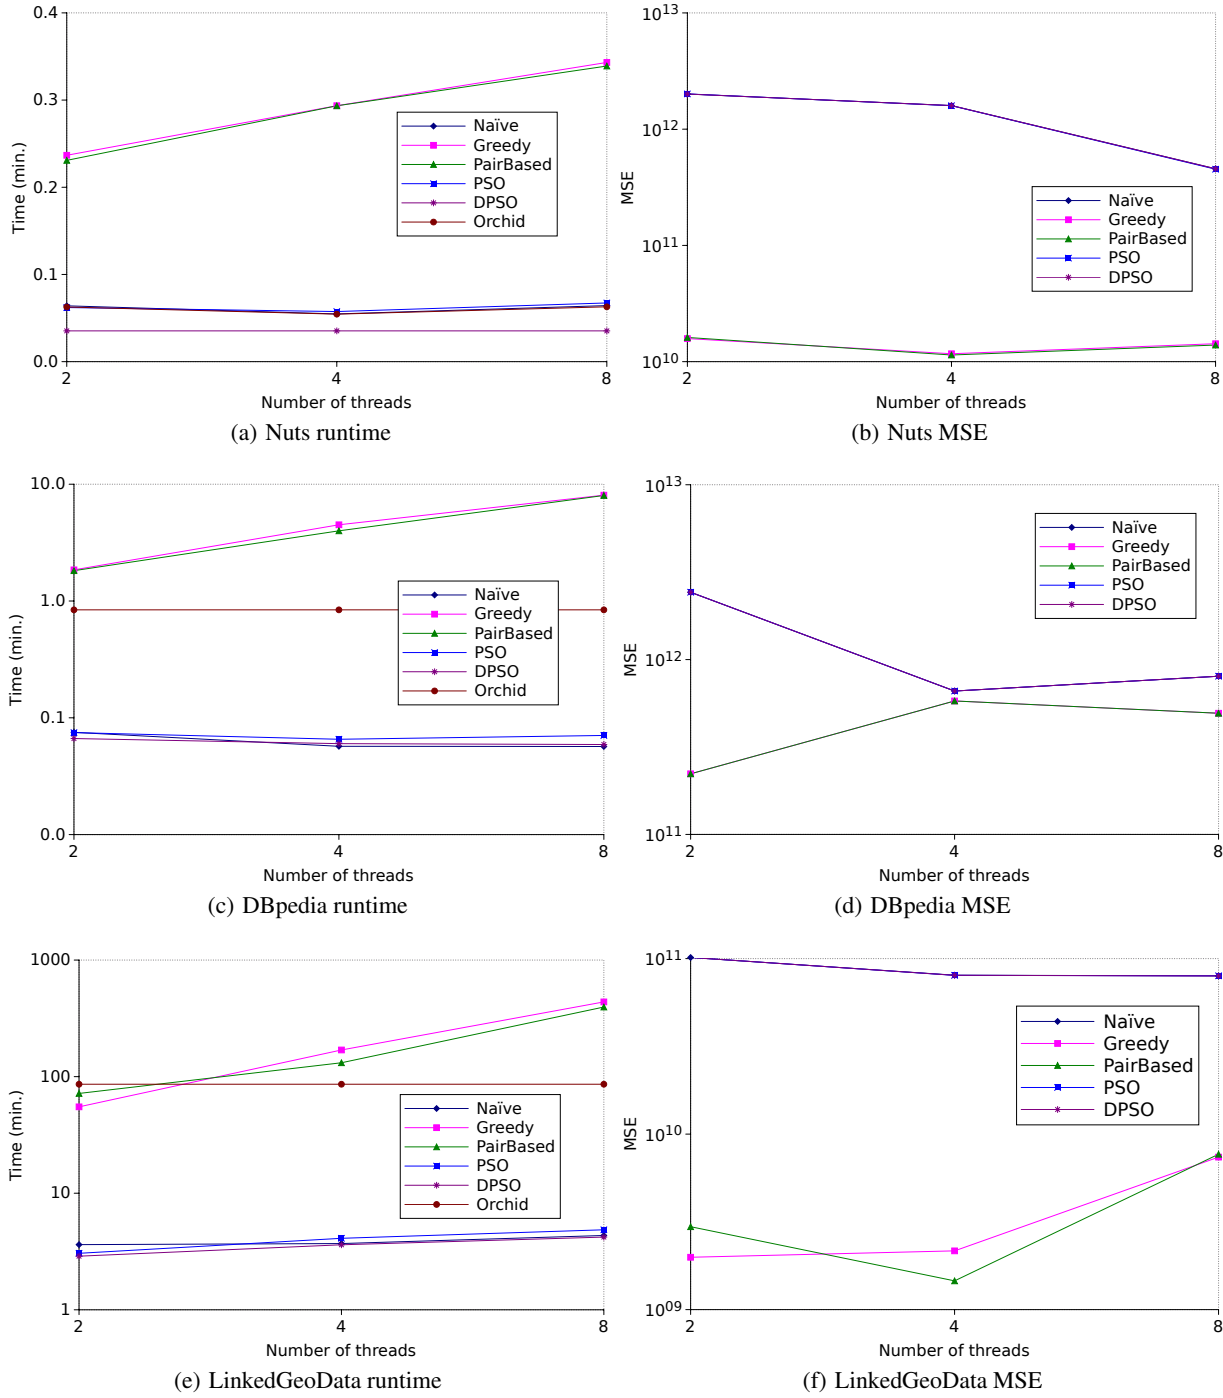 0.4
0.3
0.2
0.1
0.0
Time (min.)
Naïve
Greedy
PairBased
PSO
DPSO
Orchid
2 4 8
Number of threads
(a) Nuts runtime
10^13
10^12
10^11
10^10
MSE
Naïve
Greedy
PairBased
PSO
DPSO
2 4 8
Number of threads
(b) Nuts MSE
10.0
1.0
0.1
0.0
Time (min.)
Naïve
Greedy
PairBased
PSO
DPSO
Orchid
2 4 8
Number of threads
(c) DBpedia runtime
10^13
10^12
10^11
MSE
Naïve
Greedy
PairBased
PSO
DPSO
2 4 8
Number of threads
(d) DBpedia MSE
1000
100
10
1
Time (min.)
Naïve
Greedy
PairBased
PSO
DPSO
Orchid
2 4 8
Number of threads
(e) LinkedGeoData runtime
10^11
10^10
10^09
MSE
Naïve
Greedy
PairBased
PSO
DPSO
2 4 8
Number of threads
(f) LinkedGeoData MSE